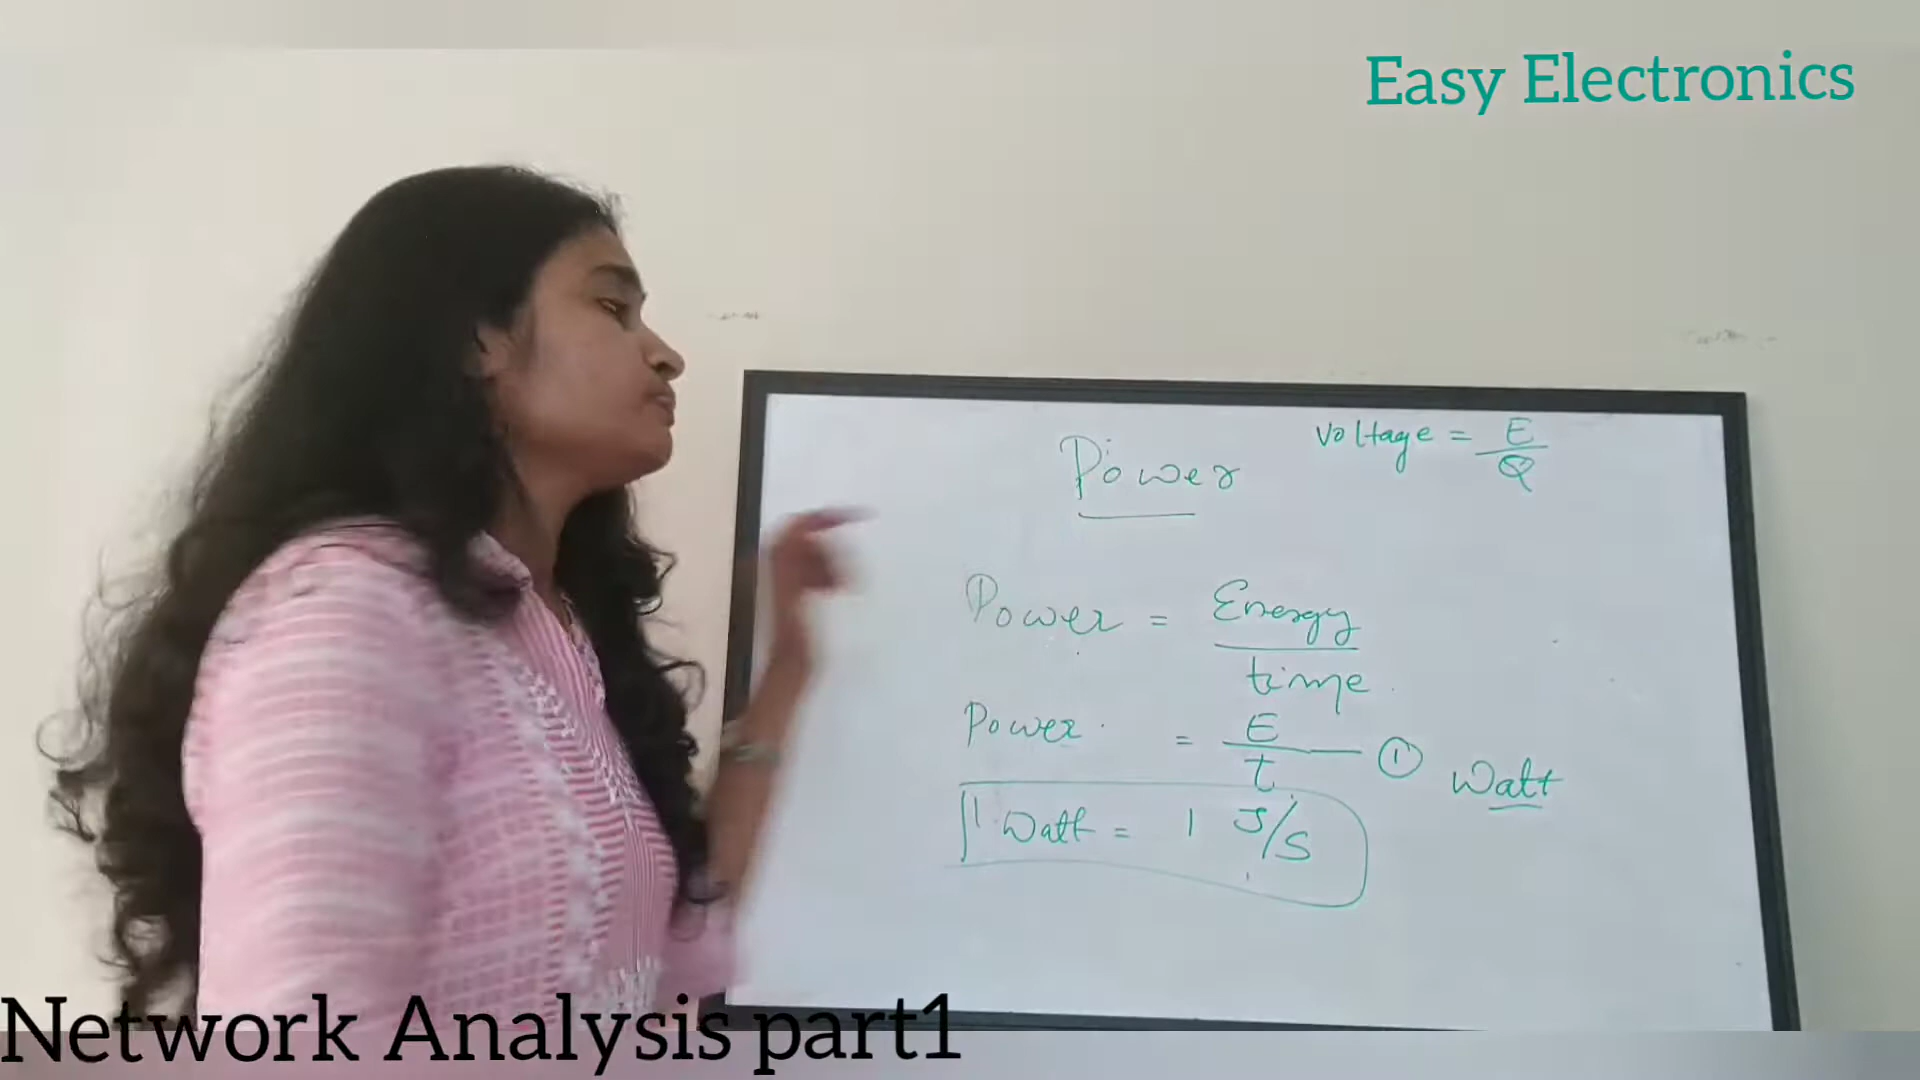 Easy Electronics
Voltage = E/Q
Power
Power = Energy/time
Power = E/t — ① Watt
1 Watt = 1 J/S
Network Analysis part1